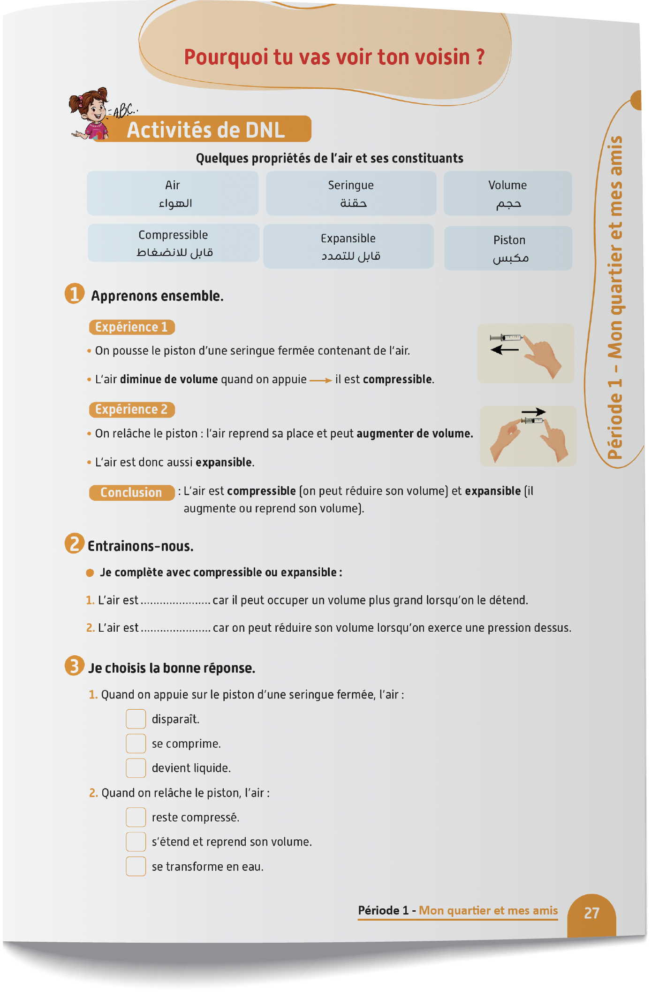 Pourquoi tu vas voir ton voisin ?
A.B.C..
Activités de DNL
Quelques propriétés de l'air et ses constituants
Air
الهواء
Seringue
حقنة
Volume
حجم
Compressible
قابل للانضغاط
Expansible
قابل للتمدد
Piston
مكبس
1 Apprenons ensemble.
Expérience 1
• On pousse le piston d'une seringue fermée contenant de l'air.
• L'air diminue de volume quand on appuie → il est compressible.
Expérience 2
• On relâche le piston : l'air reprend sa place et peut augmenter de volume.
• L'air est donc aussi expansible.
Conclusion : L'air est compressible (on peut réduire son volume) et expansible (il
augmente ou reprend son volume).
2 Entrainons-nous.
● Je complète avec compressible ou expansible :
1. L'air est ...................... car il peut occuper un volume plus grand lorsqu'on le détend.
2. L'air est ...................... car on peut réduire son volume lorsqu'on exerce une pression dessus.
3 Je choisis la bonne réponse.
1. Quand on appuie sur le piston d'une seringue fermée, l'air :
disparaît.
se comprime.
devient liquide.
2. Quand on relâche le piston, l'air :
reste compressé.
s'étend et reprend son volume.
se transforme en eau.
Période 1 - Mon quartier et mes amis
27
Période 1 - Mon quartier et mes amis